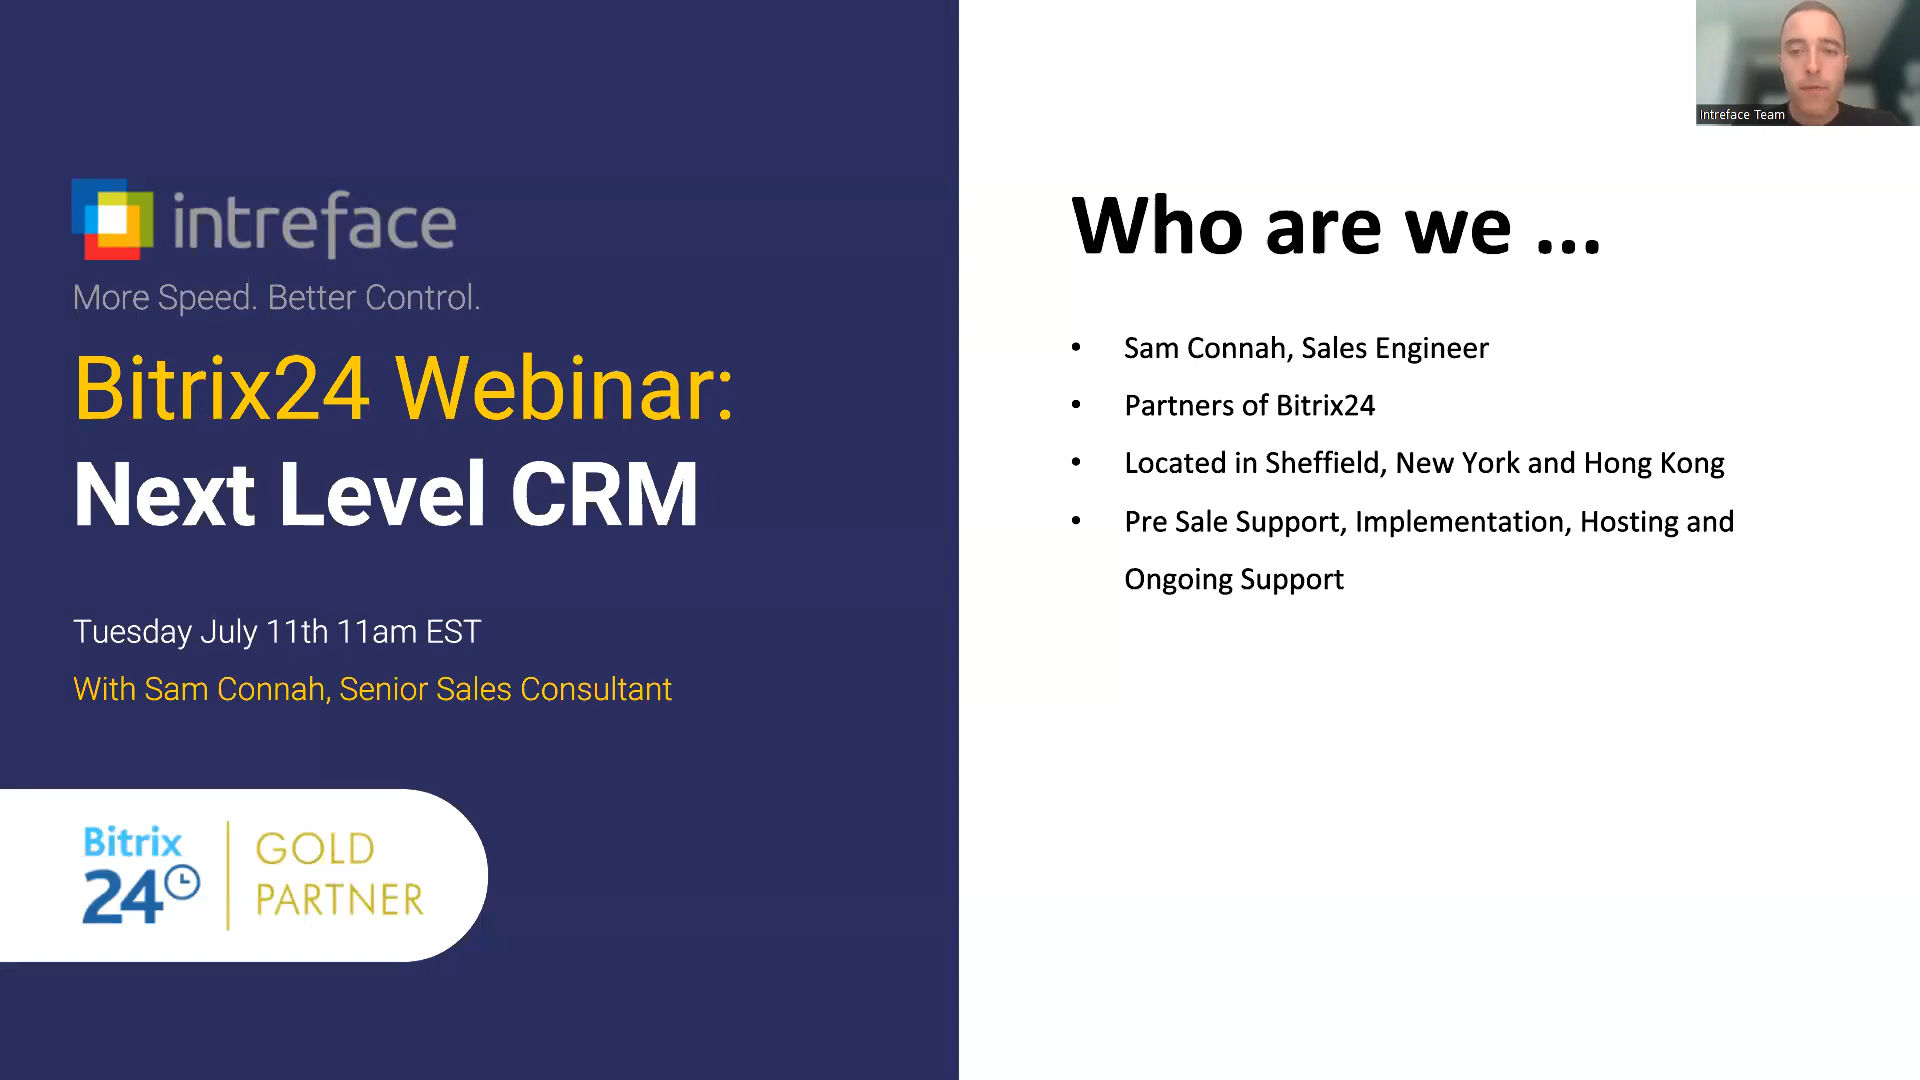 intreface
More Speed. Better Control.
Bitrix24 Webinar:
Next Level CRM
Tuesday July 11th 11am EST
With Sam Connah, Senior Sales Consultant
Bitrix
24
GOLD
PARTNER
Intreface Team
Who are we ...
• Sam Connah, Sales Engineer
• Partners of Bitrix24
• Located in Sheffield, New York and Hong Kong
• Pre Sale Support, Implementation, Hosting and
Ongoing Support